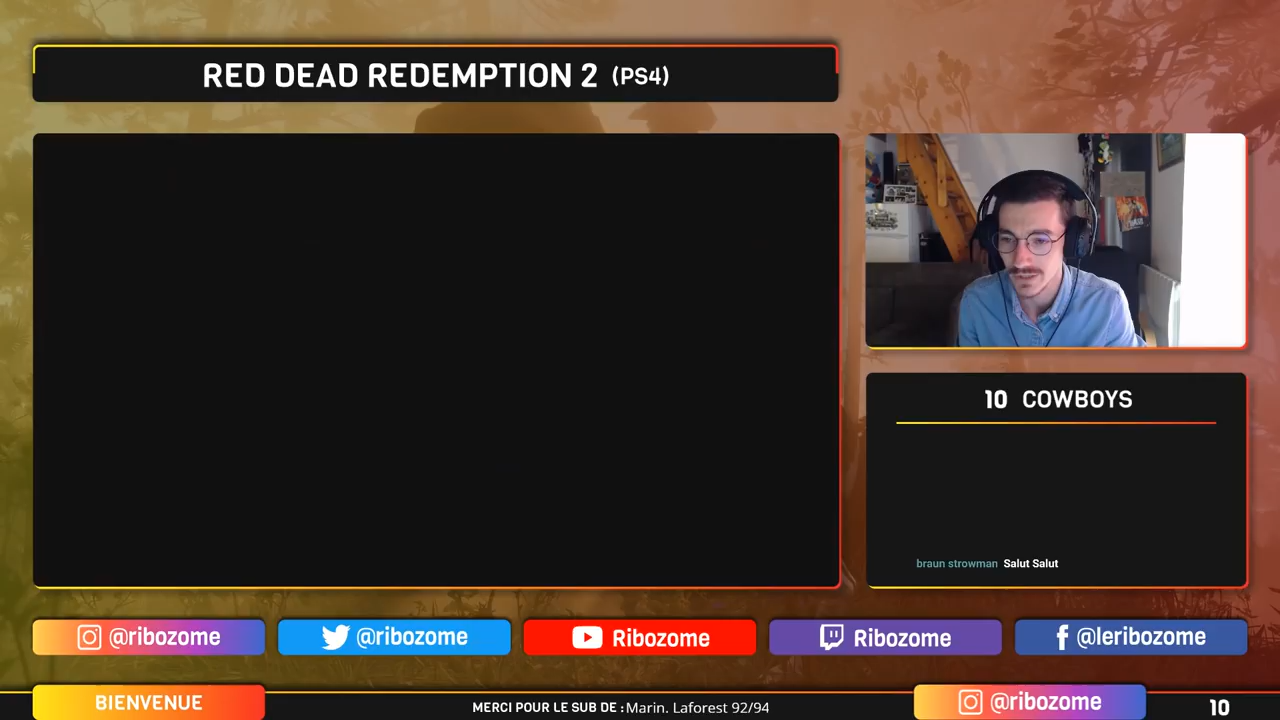 RED DEAD REDEMPTION 2 (PS4)
10 COWBOYS
braun strowman Salut Salut
@ribozome
@ribozome
Ribozome
Ribozome
@leribozome
BIENVENUE
MERCI POUR LE SUB DE : Marin. Laforest 92/94
@ribozome
10